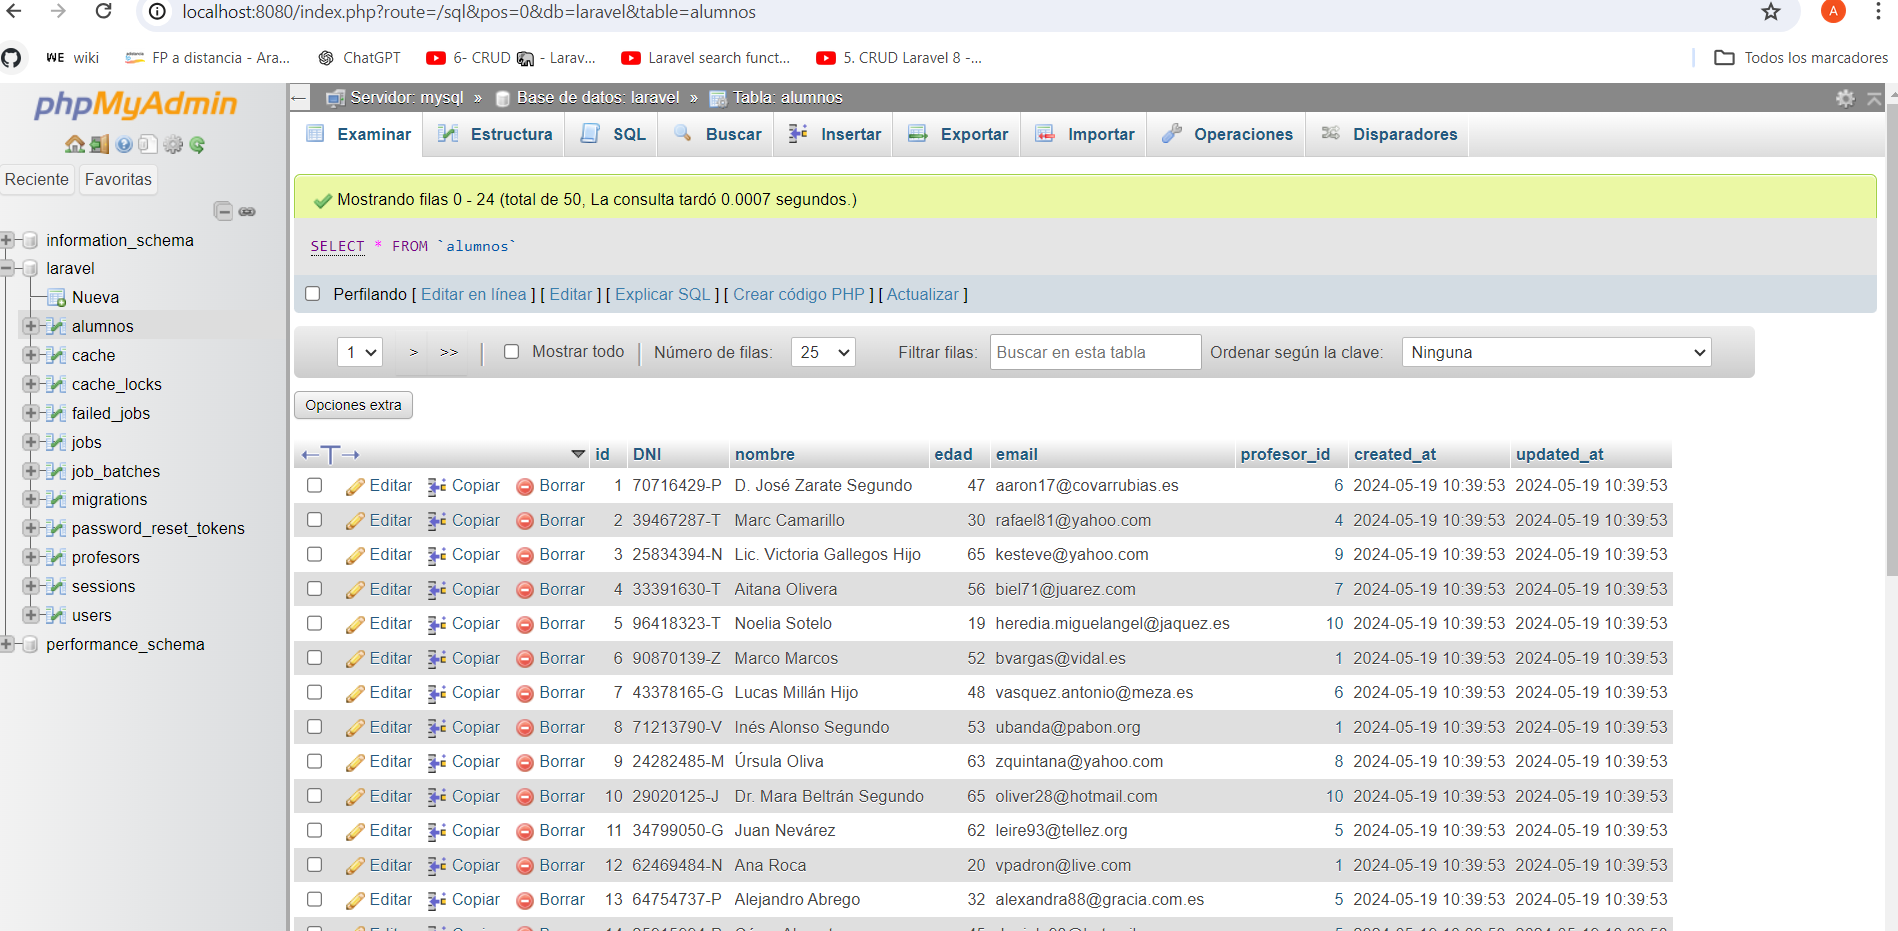 localhost:8080/index.php?route=/sql&pos=0&db=laravel&table=alumnos
A
WE wiki FP a distancia - Ara... ChatGPT 6- CRUD - Larav... Laravel search funct... 5. CRUD Laravel 8 -... Todos los marcadores
phpMyAdmin
Reciente Favoritas
information_schema
laravel
Nueva
alumnos
cache
cache_locks
failed_jobs
jobs
job_batches
migrations
password_reset_tokens
profesors
sessions
users
performance_schema
Servidor: mysql » Base de datos: laravel » Tabla: alumnos
Examinar Estructura SQL Buscar Insertar Exportar Importar Operaciones Disparadores
Mostrando filas 0 - 24 (total de 50, La consulta tardó 0.0007 segundos.)
SELECT * FROM `alumnos`
Perfilando [ Editar en línea ] [ Editar ] [ Explicar SQL ] [ Crear código PHP ] [ Actualizar ]
1 > >> | Mostrar todo | Número de filas: 25 Filtrar filas: Buscar en esta tabla Ordenar según la clave: Ninguna
Opciones extra
←T→ id DNI nombre edad email profesor_id created_at updated_at
Editar Copiar Borrar 1 70716429-P D. José Zarate Segundo 47 aaron17@covarrubias.es 6 2024-05-19 10:39:53 2024-05-19 10:39:53
Editar Copiar Borrar 2 39467287-T Marc Camarillo 30 rafael81@yahoo.com 4 2024-05-19 10:39:53 2024-05-19 10:39:53
Editar Copiar Borrar 3 25834394-N Lic. Victoria Gallegos Hijo 65 kesteve@yahoo.com 9 2024-05-19 10:39:53 2024-05-19 10:39:53
Editar Copiar Borrar 4 33391630-T Aitana Olivera 56 biel71@juarez.com 7 2024-05-19 10:39:53 2024-05-19 10:39:53
Editar Copiar Borrar 5 96418323-T Noelia Sotelo 19 heredia.miguelangel@jaquez.es 10 2024-05-19 10:39:53 2024-05-19 10:39:53
Editar Copiar Borrar 6 90870139-Z Marco Marcos 52 bvargas@vidal.es 1 2024-05-19 10:39:53 2024-05-19 10:39:53
Editar Copiar Borrar 7 43378165-G Lucas Millán Hijo 48 vasquez.antonio@meza.es 6 2024-05-19 10:39:53 2024-05-19 10:39:53
Editar Copiar Borrar 8 71213790-V Inés Alonso Segundo 53 ubanda@pabon.org 1 2024-05-19 10:39:53 2024-05-19 10:39:53
Editar Copiar Borrar 9 24282485-M Úrsula Oliva 63 zquintana@yahoo.com 8 2024-05-19 10:39:53 2024-05-19 10:39:53
Editar Copiar Borrar 10 29020125-J Dr. Mara Beltrán Segundo 65 oliver28@hotmail.com 10 2024-05-19 10:39:53 2024-05-19 10:39:53
Editar Copiar Borrar 11 34799050-G Juan Nevárez 62 leire93@tellez.org 5 2024-05-19 10:39:53 2024-05-19 10:39:53
Editar Copiar Borrar 12 62469484-N Ana Roca 20 vpadron@live.com 1 2024-05-19 10:39:53 2024-05-19 10:39:53
Editar Copiar Borrar 13 64754737-P Alejandro Abrego 32 alexandra88@gracia.com.es 5 2024-05-19 10:39:53 2024-05-19 10:39:53